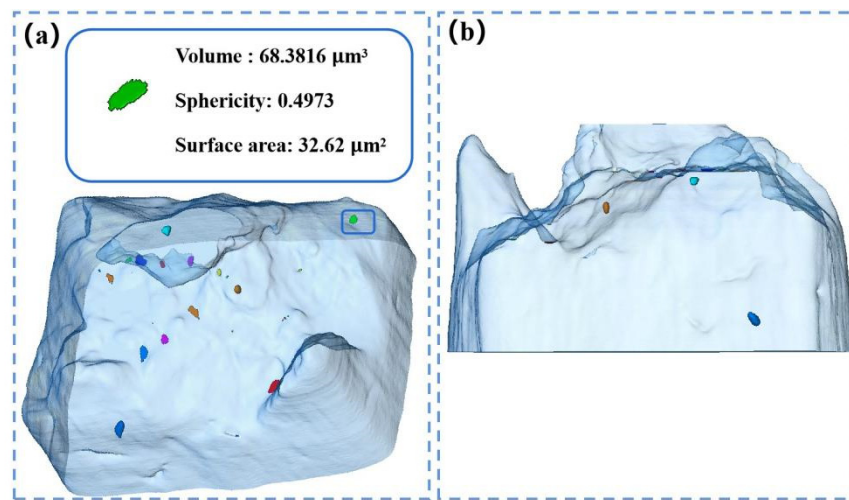 (a)
Volume : 68.3816 μm³
Sphericity: 0.4973
Surface area: 32.62 μm²
(b)